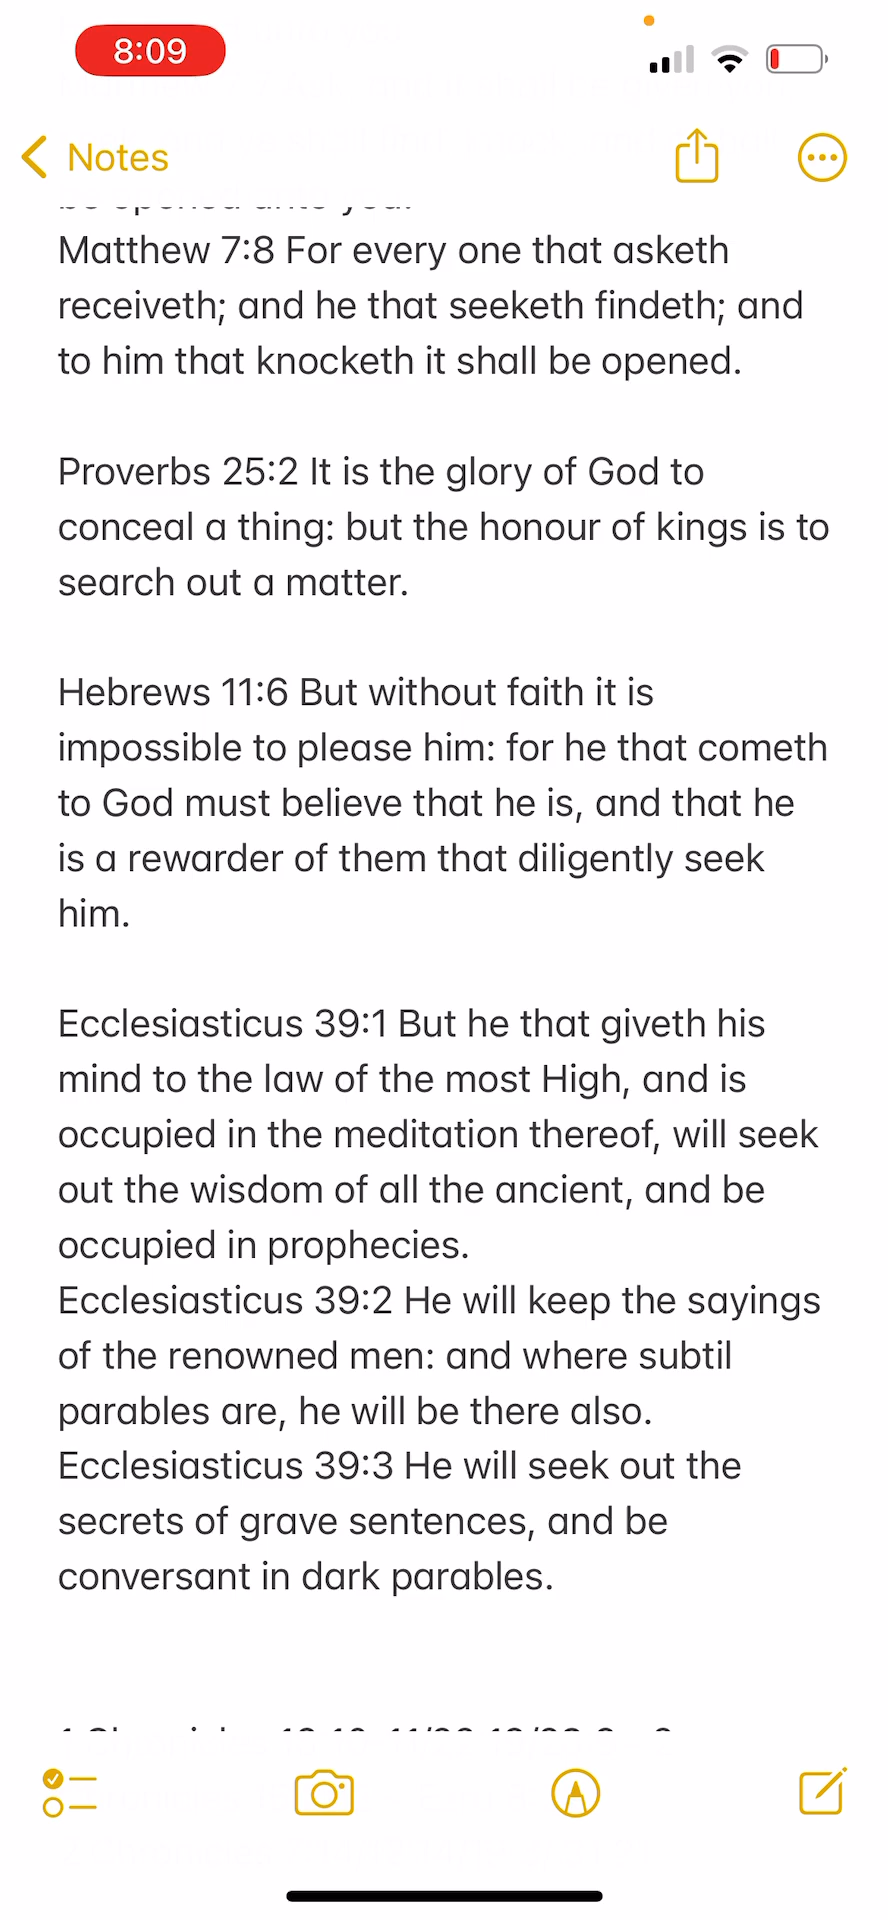 8:09
Notes
be opened unto you.
Matthew 7:8 For every one that asketh
receiveth; and he that seeketh findeth; and
to him that knocketh it shall be opened.
Proverbs 25:2 It is the glory of God to
conceal a thing: but the honour of kings is to
search out a matter.
Hebrews 11:6 But without faith it is
impossible to please him: for he that cometh
to God must believe that he is, and that he
is a rewarder of them that diligently seek
him.
Ecclesiasticus 39:1 But he that giveth his
mind to the law of the most High, and is
occupied in the meditation thereof, will seek
out the wisdom of all the ancient, and be
occupied in prophecies.
Ecclesiasticus 39:2 He will keep the sayings
of the renowned men: and where subtil
parables are, he will be there also.
Ecclesiasticus 39:3 He will seek out the
secrets of grave sentences, and be
conversant in dark parables.